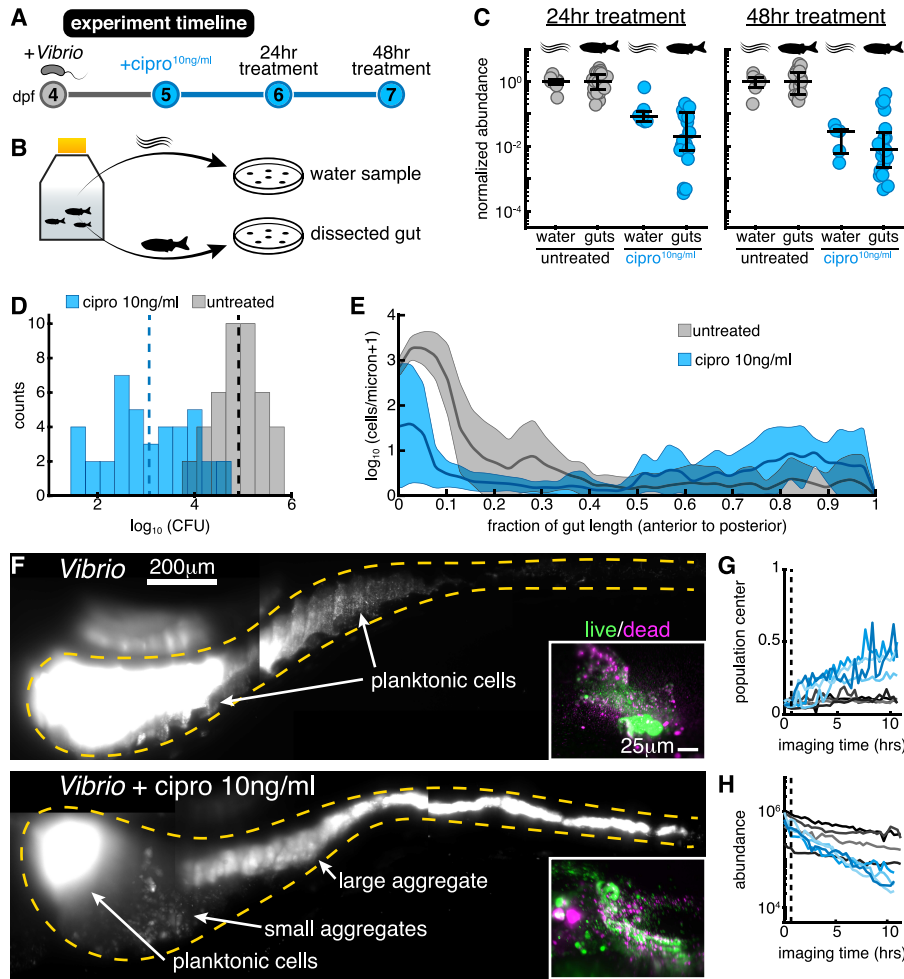 A
experiment timeline
+Vibrio
+cipro10ng/ml
24hr treatment
48hr treatment
dpf 4 5 6 7
B
water sample
dissected gut
C
24hr treatment
48hr treatment
normalized abundance
10^0
10^-2
10^-4
water guts water guts
untreated cipro10ng/ml
water guts water guts
untreated cipro10ng/ml
D
cipro 10ng/ml untreated
counts
10
8
6
4
2
0
2 4 6
log10 (CFU)
E
untreated
cipro 10ng/ml
log10 (cells/micron+1)
4
3
2
1
0
0 0.1 0.2 0.3 0.4 0.5 0.6 0.7 0.8 0.9 1
fraction of gut length (anterior to posterior)
F
Vibrio
200μm
planktonic cells
live/dead
25μm
Vibrio + cipro 10ng/ml
large aggregate
small aggregates
planktonic cells
G
population center
1
0.5
0
0 5 10
imaging time (hrs)
H
abundance
10^6
10^4
0 5 10
imaging time (hrs)